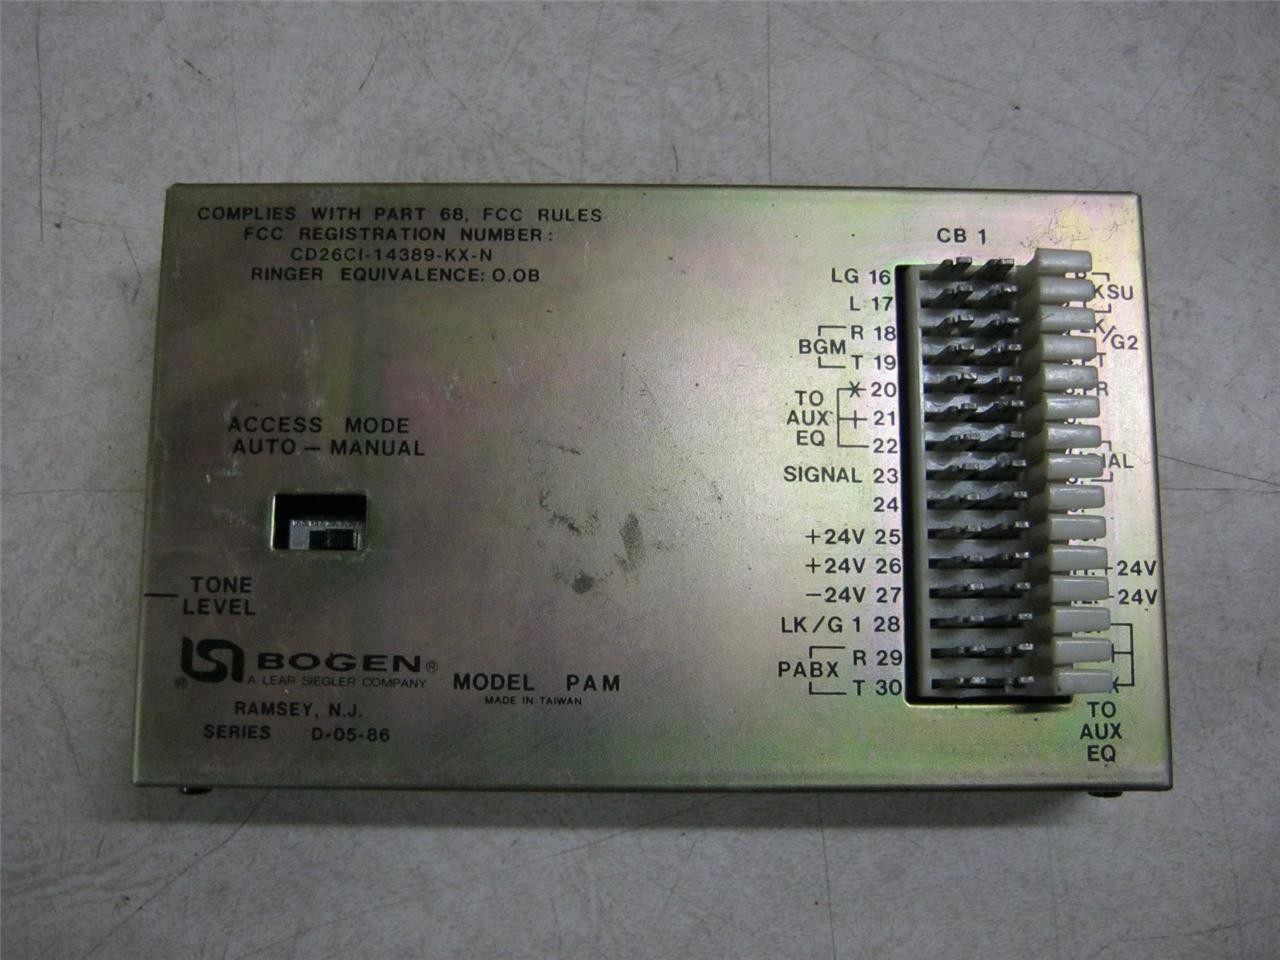 COMPLIES WITH PART 68, FCC RULES
FCC REGISTRATION NUMBER:
CD26CI-14389-KX-N
RINGER EQUIVALENCE: 0.0B
ACCESS MODE
AUTO — MANUAL
TONE
LEVEL
BOGEN®
®
A LEAR SIEGLER COMPANY
RAMSEY, N.J.
SERIES D-05-86
MODEL PAM
MADE IN TAIWAN
CB 1
LG 16
L 17
BGM
R 18
T 19
TO
AUX
EQ
20
21
22
SIGNAL 23
24
+24V 25
+24V 26
-24V 27
LK/G 1 28
PABX
R 29
T 30
KSU
/G2
-24V
-24V
TO
AUX
EQ